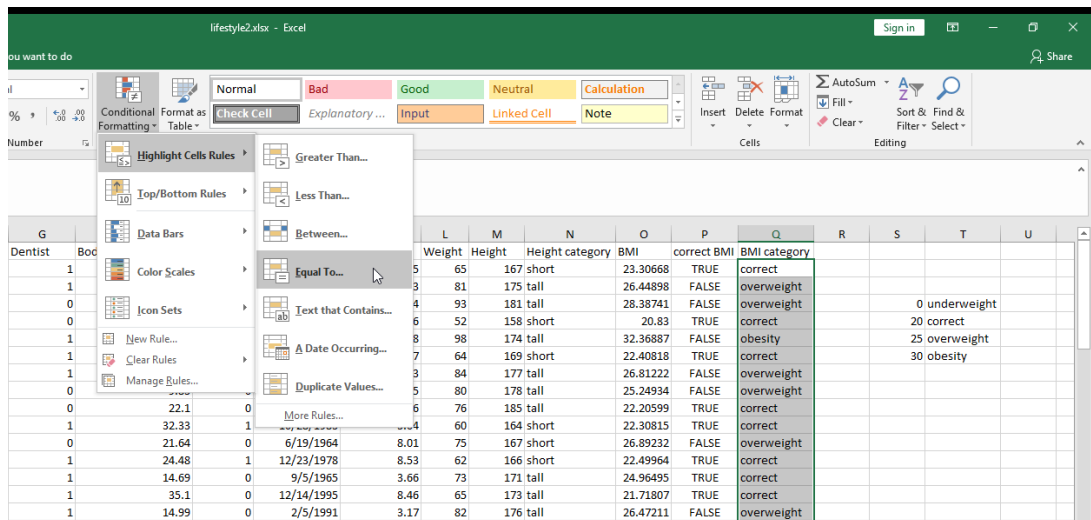 lifestyle2.xlsx - Excel
Sign in
ou want to do
Share
Normal Bad Good Neutral Calculation
Check Cell Explanatory ... Input Linked Cell Note
Conditional Formatting
Format as Table
Insert Delete Format
AutoSum
Fill
Clear
Sort & Filter
Find & Select
Number Cells Editing
Highlight Cells Rules
Top/Bottom Rules
Data Bars
Color Scales
Icon Sets
New Rule...
Clear Rules
Manage Rules...
Greater Than...
Less Than...
Between...
Equal To...
Text that Contains...
A Date Occurring...
Duplicate Values...
More Rules...
G L M N O P Q R S T U
Dentist Weight Height Height category BMI correct BMI BMI category
1 65 167 short 23.30668 TRUE correct
1 81 175 tall 26.44898 FALSE overweight
0 93 181 tall 28.38741 FALSE overweight 0 underweight
0 52 158 short 20.83 TRUE correct 20 correct
1 98 174 tall 32.36887 FALSE obesity 25 overweight
1 64 169 short 22.40818 TRUE correct 30 obesity
1 84 177 tall 26.81222 FALSE overweight
0 80 178 tall 25.24934 FALSE overweight
0 22.1 0 76 185 tall 22.20599 TRUE correct
1 32.33 1 60 164 short 22.30815 TRUE correct
0 21.64 0 6/19/1964 8.01 75 167 short 26.89232 FALSE overweight
1 24.48 1 12/23/1978 8.53 62 166 short 22.49964 TRUE correct
1 14.69 0 9/5/1965 3.66 73 171 tall 24.96495 TRUE correct
1 35.1 0 12/14/1995 8.46 65 173 tall 21.71807 TRUE correct
1 14.99 0 2/5/1991 3.17 82 176 tall 26.47211 FALSE overweight